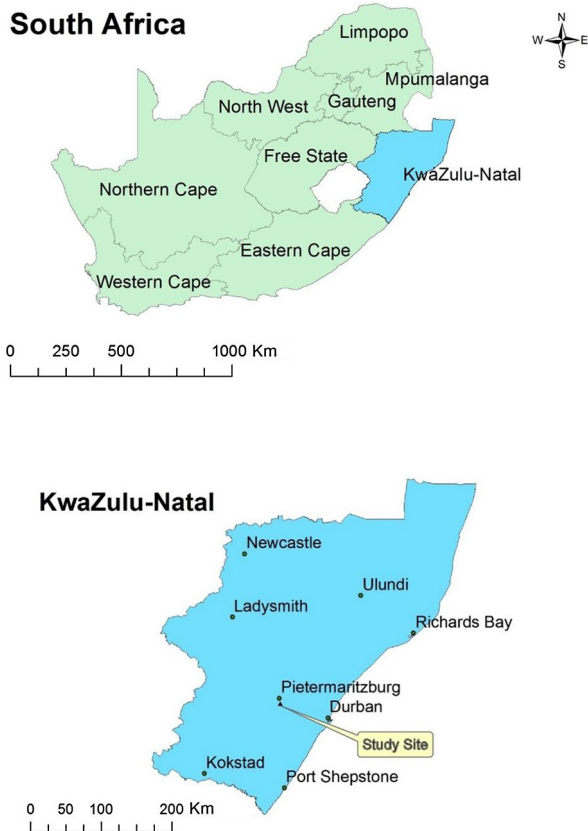 South Africa
N
W E
S
Limpopo
Mpumalanga
Gauteng
North West
Free State
KwaZulu-Natal
Northern Cape
Eastern Cape
Western Cape
0 250 500 1000 Km
KwaZulu-Natal
Newcastle
Ulundi
Ladysmith
Richards Bay
Pietermaritzburg
Durban
Study Site
Kokstad
Port Shepstone
0 50 100 200 Km